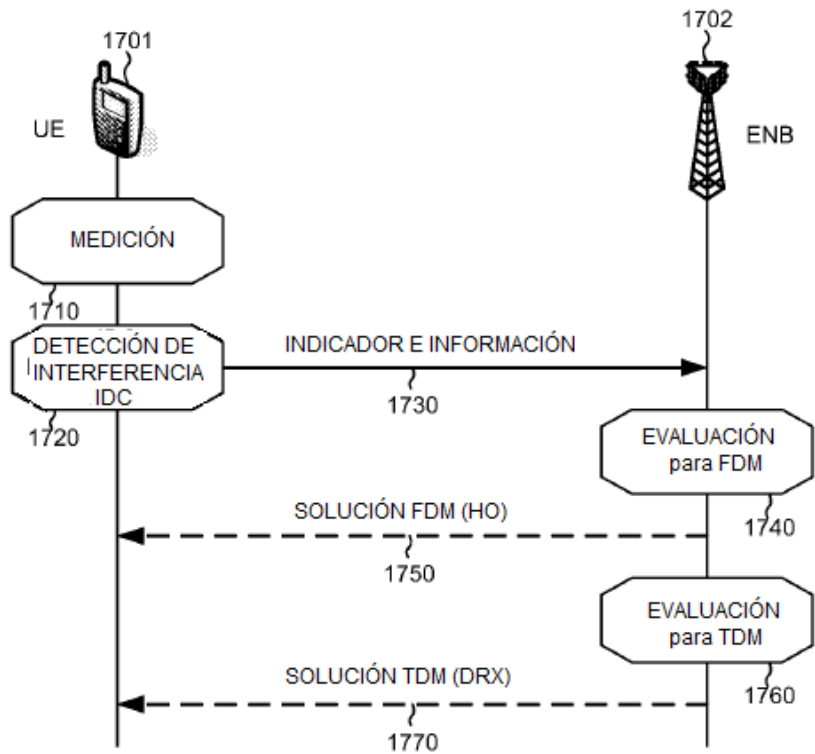 1701
1702
UE
ENB
MEDICIÓN
1710
DETECCIÓN DE
INTERFERENCIA
IDC
1720
INDICADOR E INFORMACIÓN
1730
EVALUACIÓN
para FDM
1740
SOLUCIÓN FDM (HO)
1750
EVALUACIÓN
para TDM
1760
SOLUCIÓN TDM (DRX)
1770